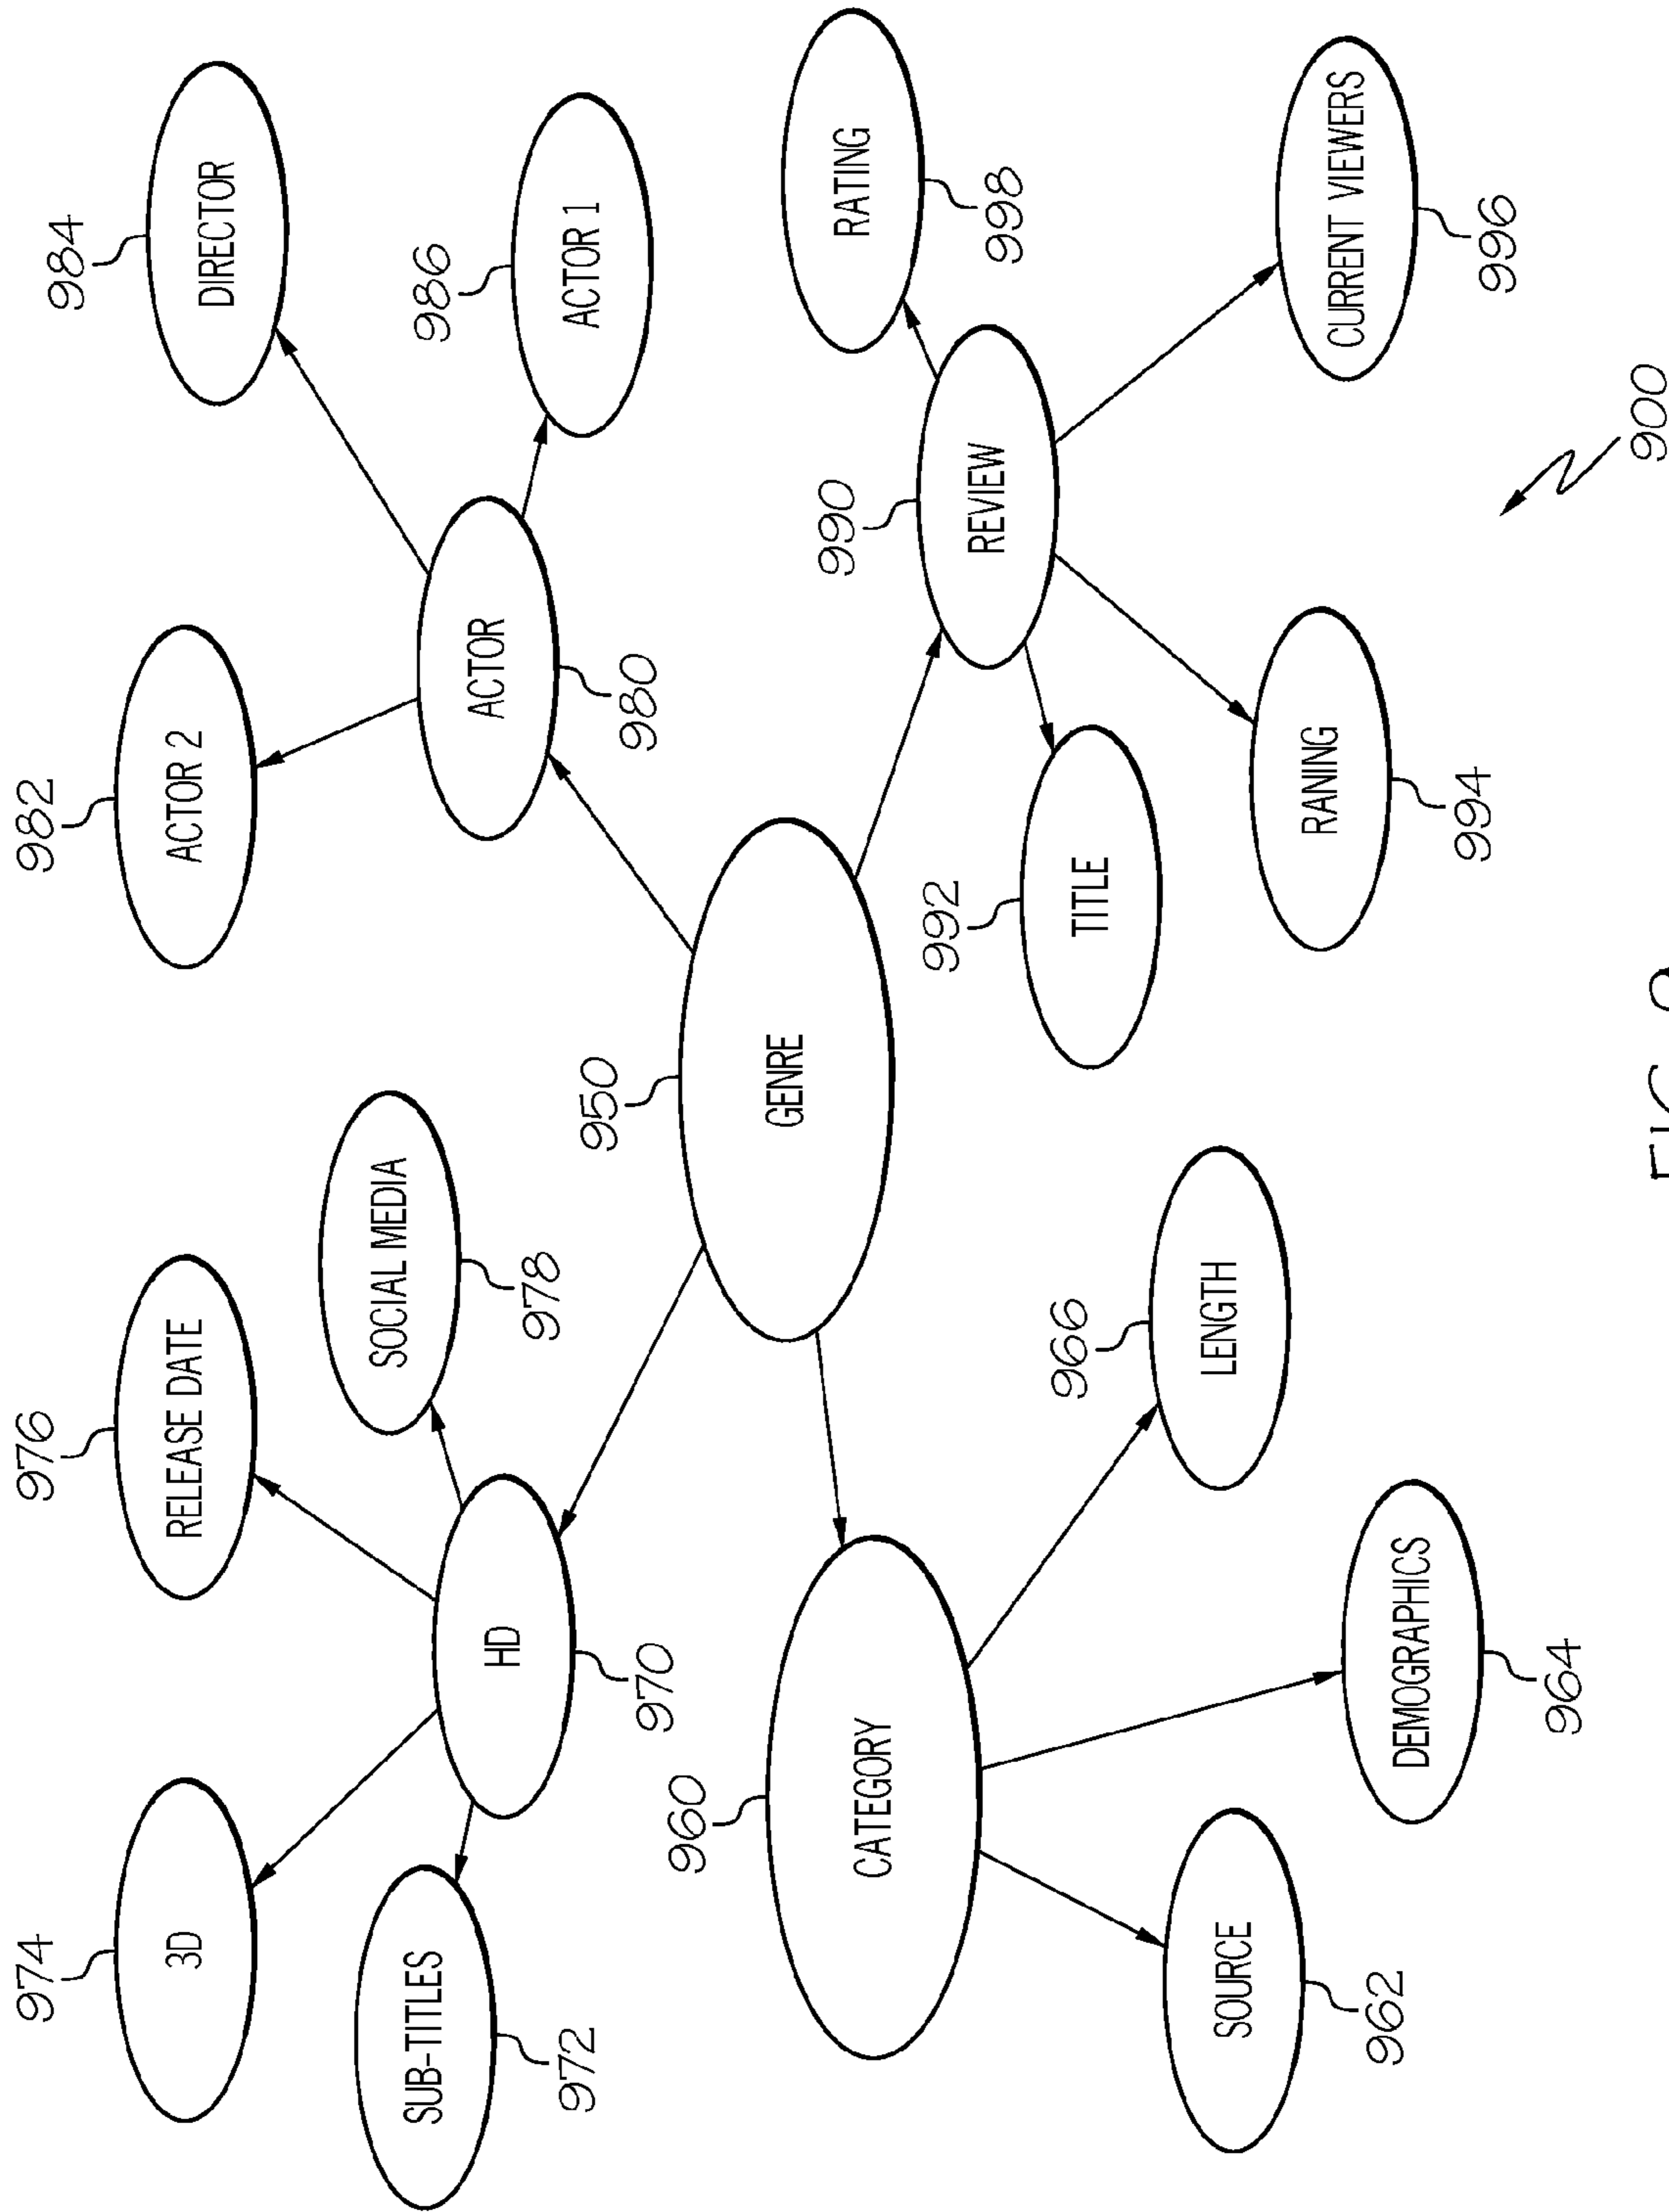 974
976
982
984
3D
RELEASE DATE
ACTOR 2
DIRECTOR
SUB-TITLES
SOCIAL MEDIA
978
986
972
HD
970
ACTOR
980
ACTOR 1
950
GENRE
960
CATEGORY
990
REVIEW
RATING
998
966
LENGTH
992
TITLE
SOURCE
962
DEMOGRAPHICS
964
RANING
994
CURRENT VIEWERS
996
900
FIG